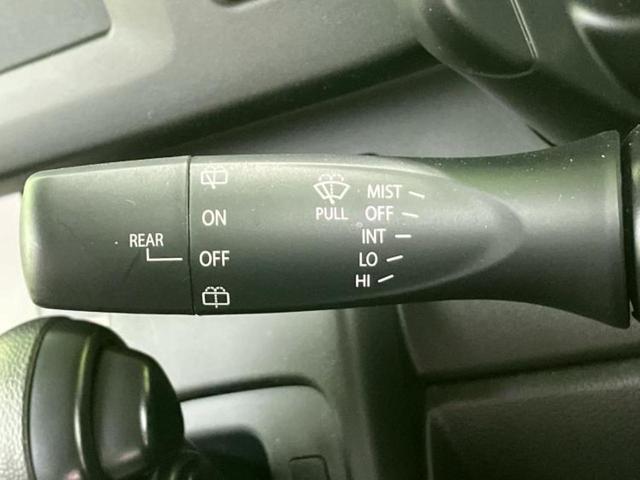 REAR
ON
OFF
PULL
MIST
OFF
INT
LO
HI